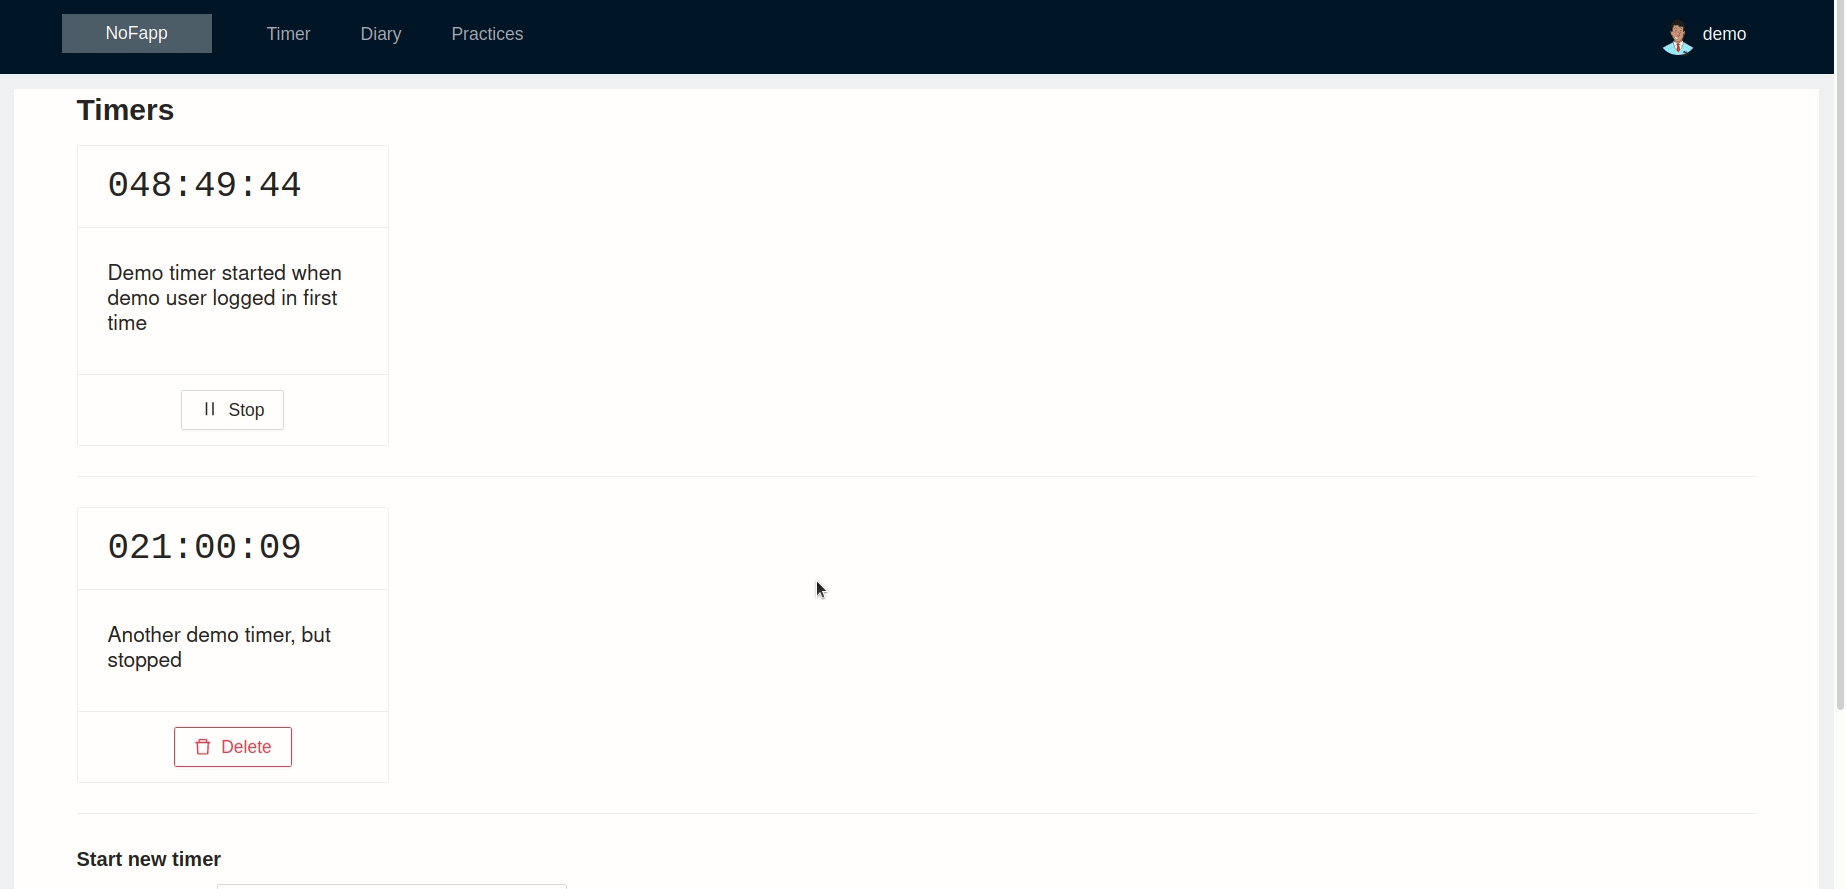 NoFapp Timer Diary Practices demo
Timers
048:49:44
Demo timer started when
demo user logged in first
time
Stop
021:00:09
Another demo timer, but
stopped
Delete
Start new timer